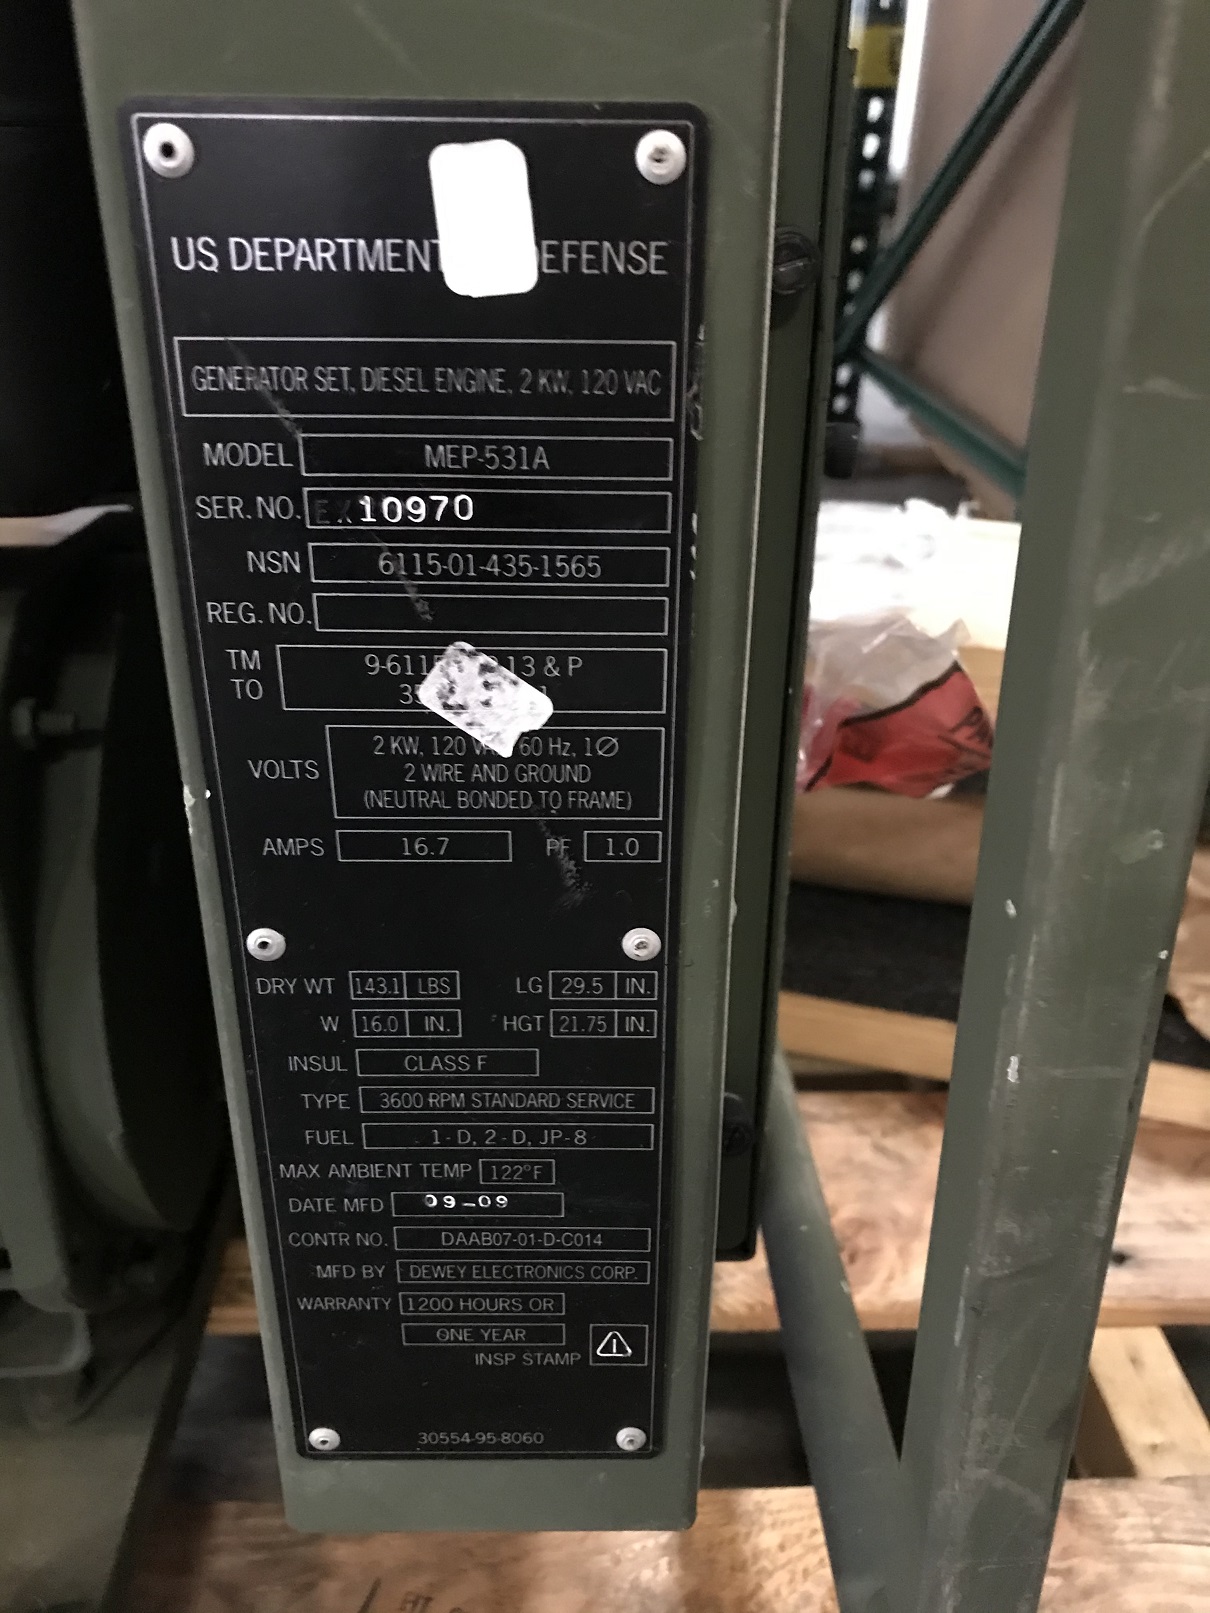 US DEPARTMENT DEFENSE
GENERATOR SET, DIESEL ENGINE, 2 KW, 120 VAC
MODEL MEP-531A
SER. NO. EX 10970
NSN 6115-01-435-1565
REG. NO.
TM 13 & P
TO
VOLTS 2 KW, 120 60 Hz, 1Ø
2 WIRE AND GROUND
(NEUTRAL BONDED TO FRAME)
AMPS 16.7 PF 1.0
DRY WT 143.1 LBS LG 29.5 IN.
W 16.0 IN. HGT 21.75 IN.
INSUL CLASS F
TYPE 3600 RPM STANDARD SERVICE
FUEL 1-D, 2-D, JP-8
MAX AMBIENT TEMP 122°F
DATE MFD 09-09
CONTR NO. DAAB07-01-D-C014
MFD BY DEWEY ELECTRONICS CORP.
WARRANTY 1200 HOURS OR
ONE YEAR
INSP STAMP
30554-95-8060